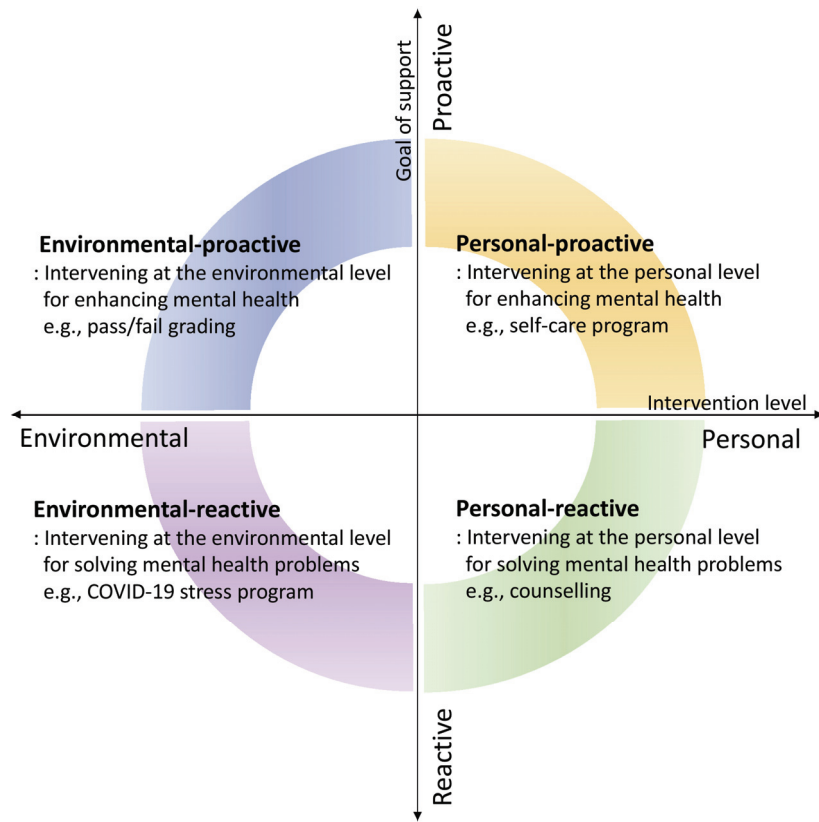 Goal of support
Proactive
Environmental-proactive
: Intervening at the environmental level
for enhancing mental health
e.g., pass/fail grading
Personal-proactive
: Intervening at the personal level
for enhancing mental health
e.g., self-care program
Intervention level
Environmental
Personal
Environmental-reactive
: Intervening at the environmental level
for solving mental health problems
e.g., COVID-19 stress program
Personal-reactive
: Intervening at the personal level
for solving mental health problems
e.g., counselling
Reactive